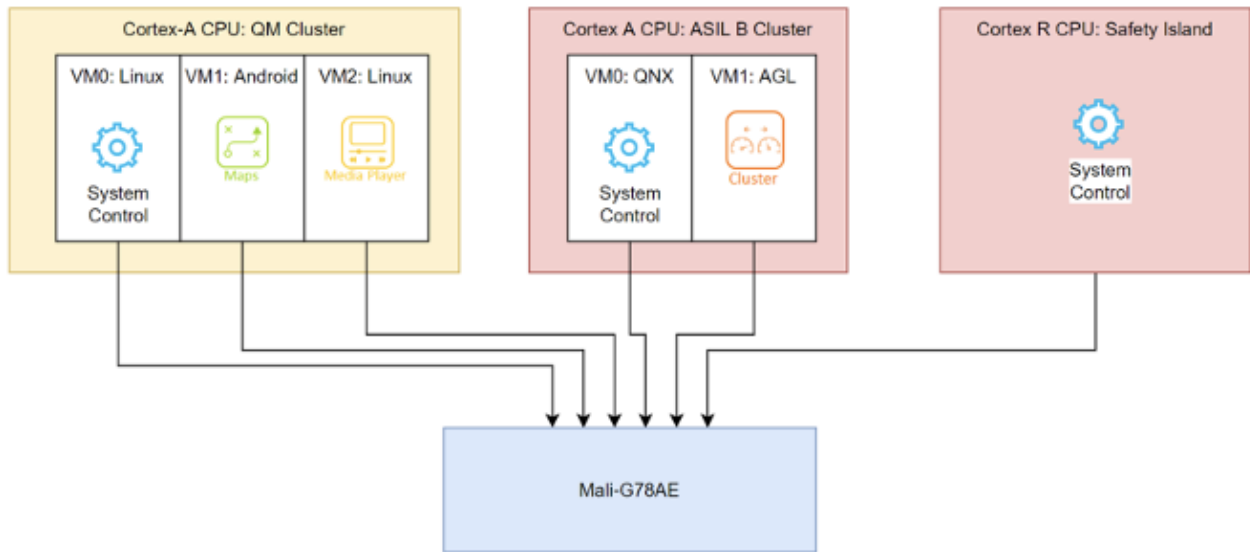 Cortex-A CPU: QM Cluster
VM0: Linux
System
Control
VM1: Android
Maps
VM2: Linux
Media Player
Cortex A CPU: ASIL B Cluster
VM0: QNX
System
Control
VM1: AGL
Cluster
Cortex R CPU: Safety Island
System
Control
Mali-G78AE